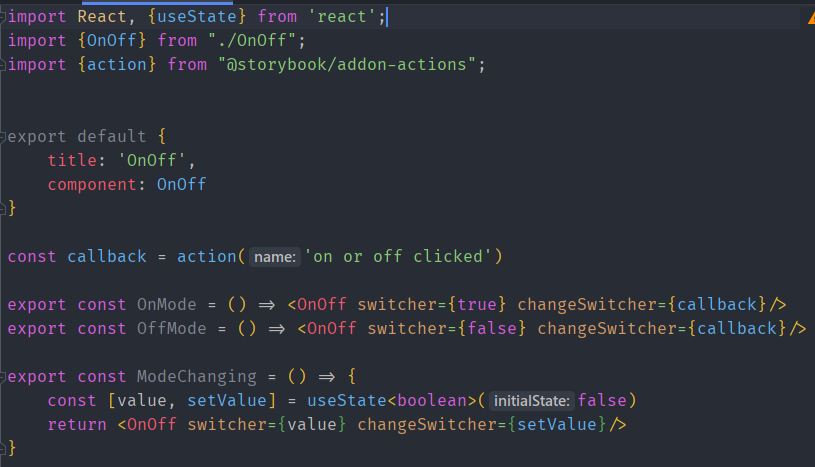 import React, {useState} from 'react';
import {OnOff} from "./OnOff";
import {action} from "@storybook/addon-actions";
export default {
    title: 'OnOff',
    component: OnOff
}
const callback = action( name: 'on or off clicked')
export const OnMode = () => <OnOff switcher={true} changeSwitcher={callback}/>
export const OffMode = () => <OnOff switcher={false} changeSwitcher={callback}/>
export const ModeChanging = () => {
    const [value, setValue] = useState<boolean>( initialState: false)
    return <OnOff switcher={value} changeSwitcher={setValue}/>
}